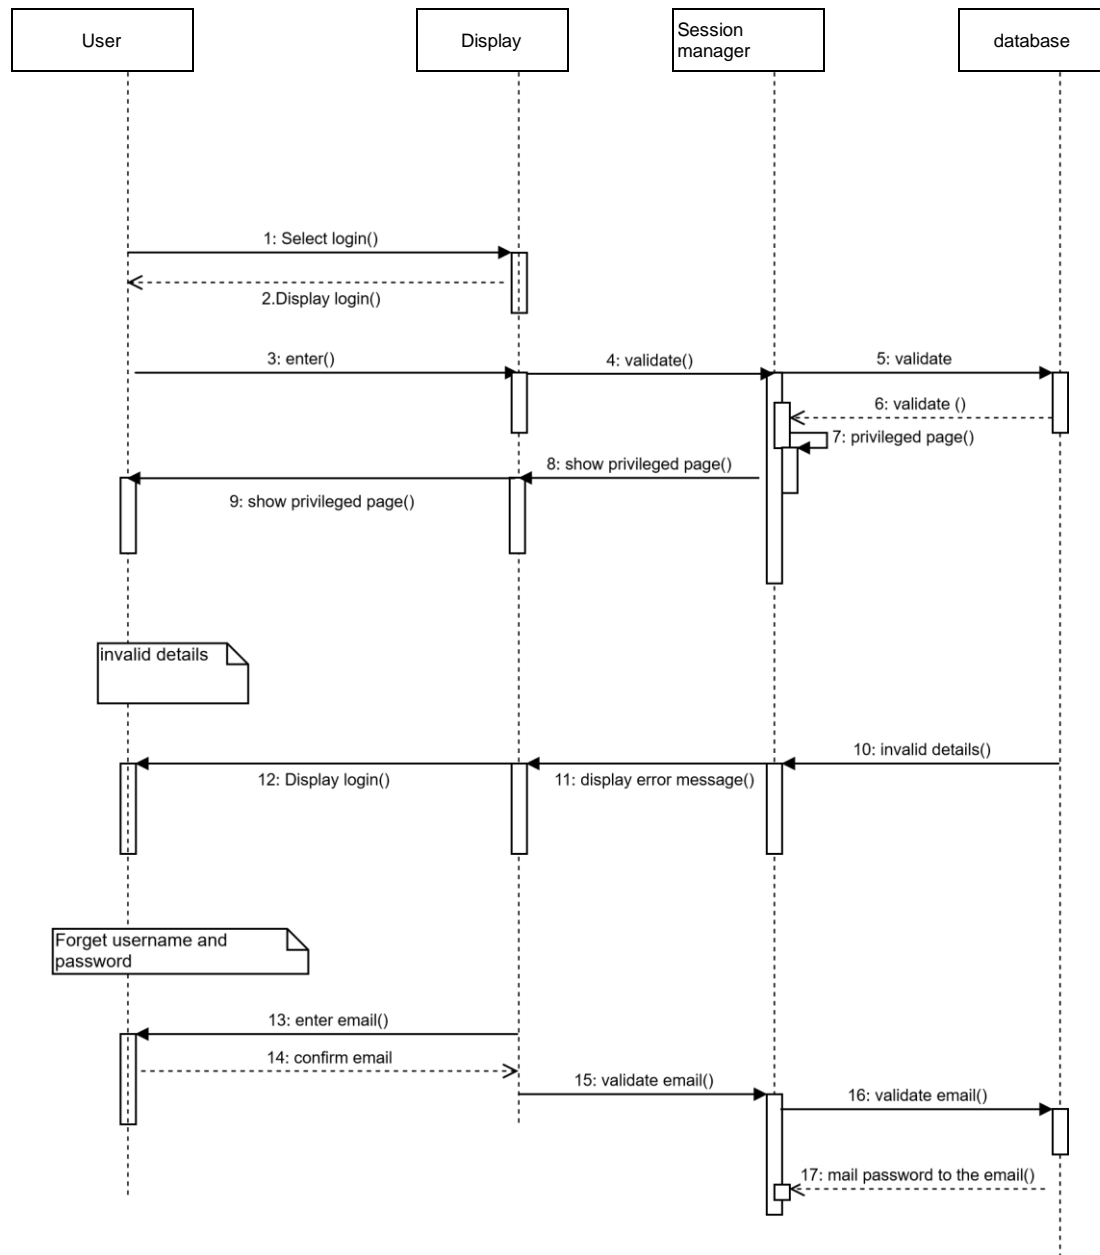 User
Display
Session
manager
database
1: Select login()
2.Display login()
3: enter()
4: validate()
5: validate
6: validate ()
7: privileged page()
8: show privileged page()
9: show privileged page()
invalid details
10: invalid details()
11: display error message()
12: Display login()
Forget username and
password
13: enter email()
14: confirm email
15: validate email()
16: validate email()
17: mail password to the email()